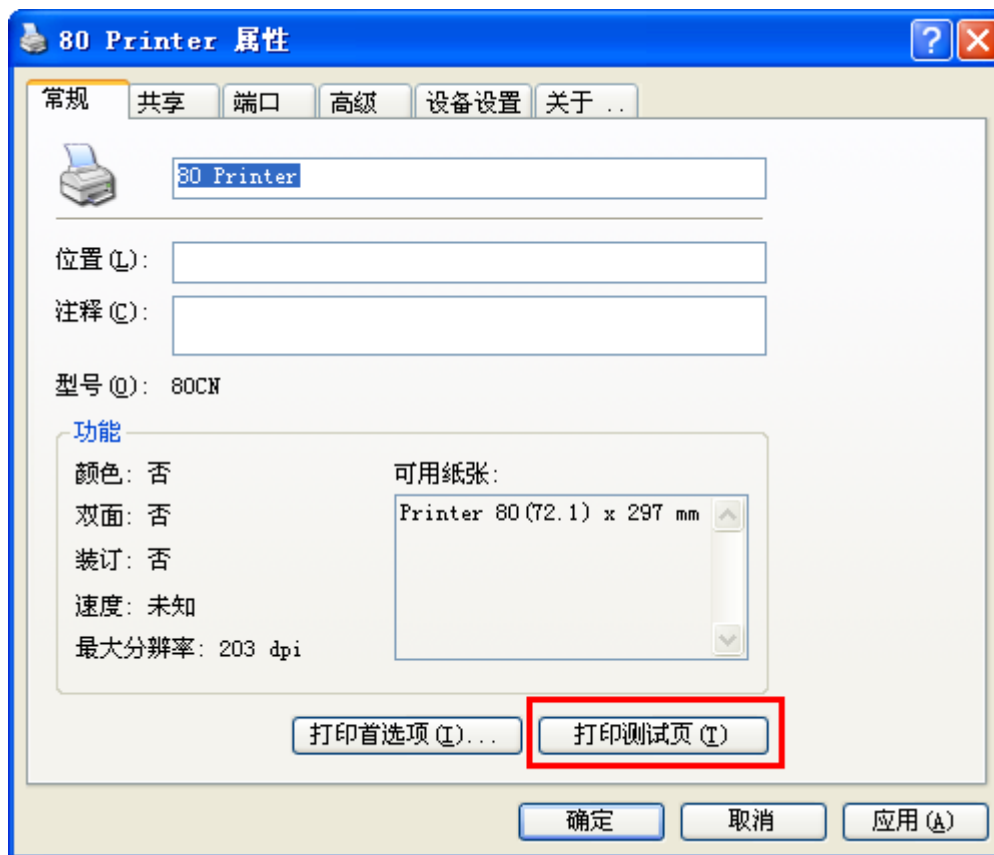 80 Printer 属性
常规 共享 端口 高级 设备设置 关于 ..
80 Printer
位置(L):
注释(C):
型号(O): 80CN
功能
颜色: 否
双面: 否
装订: 否
速度: 未知
最大分辨率: 203 dpi
可用纸张:
Printer 80(72.1) x 297 mm
打印首选项(I)... 打印测试页(T)
确定 取消 应用(A)